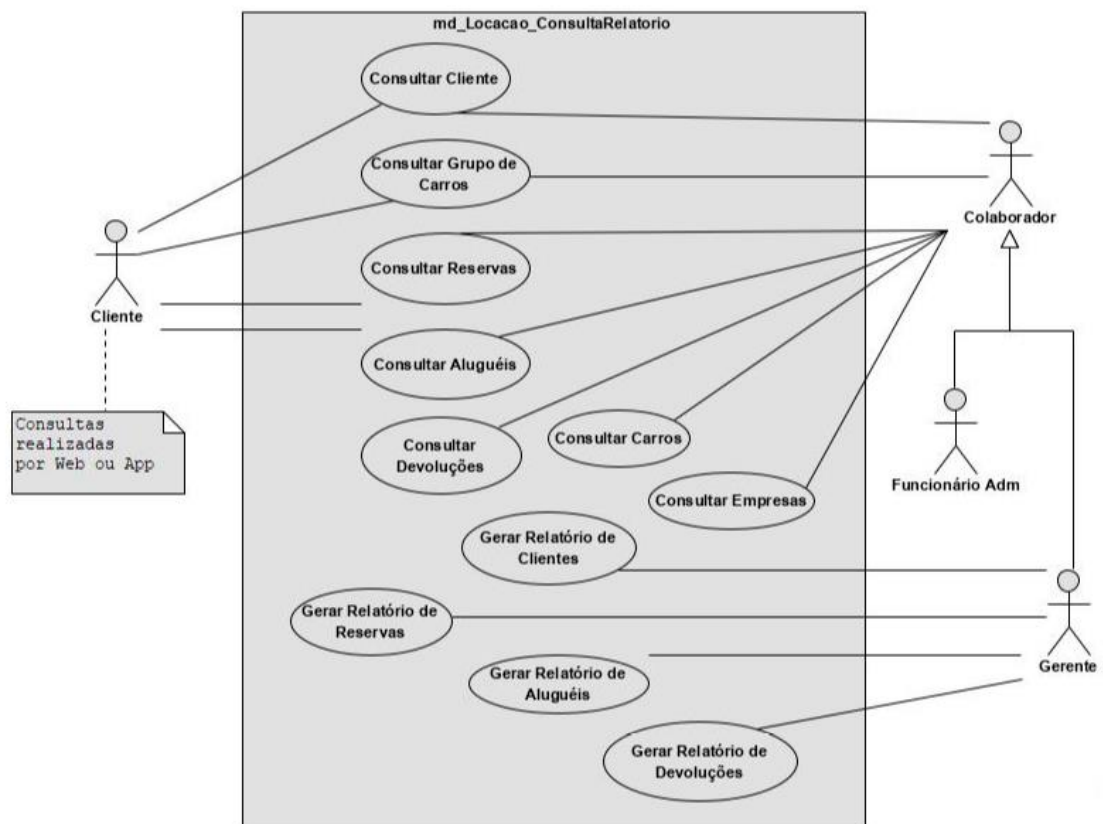 md_Locacao_ConsultaRelatorio
Consultar Cliente
Consultar Grupo de
Carros
Colaborador
Consultar Reservas
Cliente
Consultar Aluguéis
Consultas
realizadas
por Web ou App
Consultar
Devoluções
Consultar Carros
Funcionário Adm
Consultar Empresas
Gerar Relatório de
Clientes
Gerar Relatório de
Reservas
Gerente
Gerar Relatório de
Aluguéis
Gerar Relatório de
Devoluções